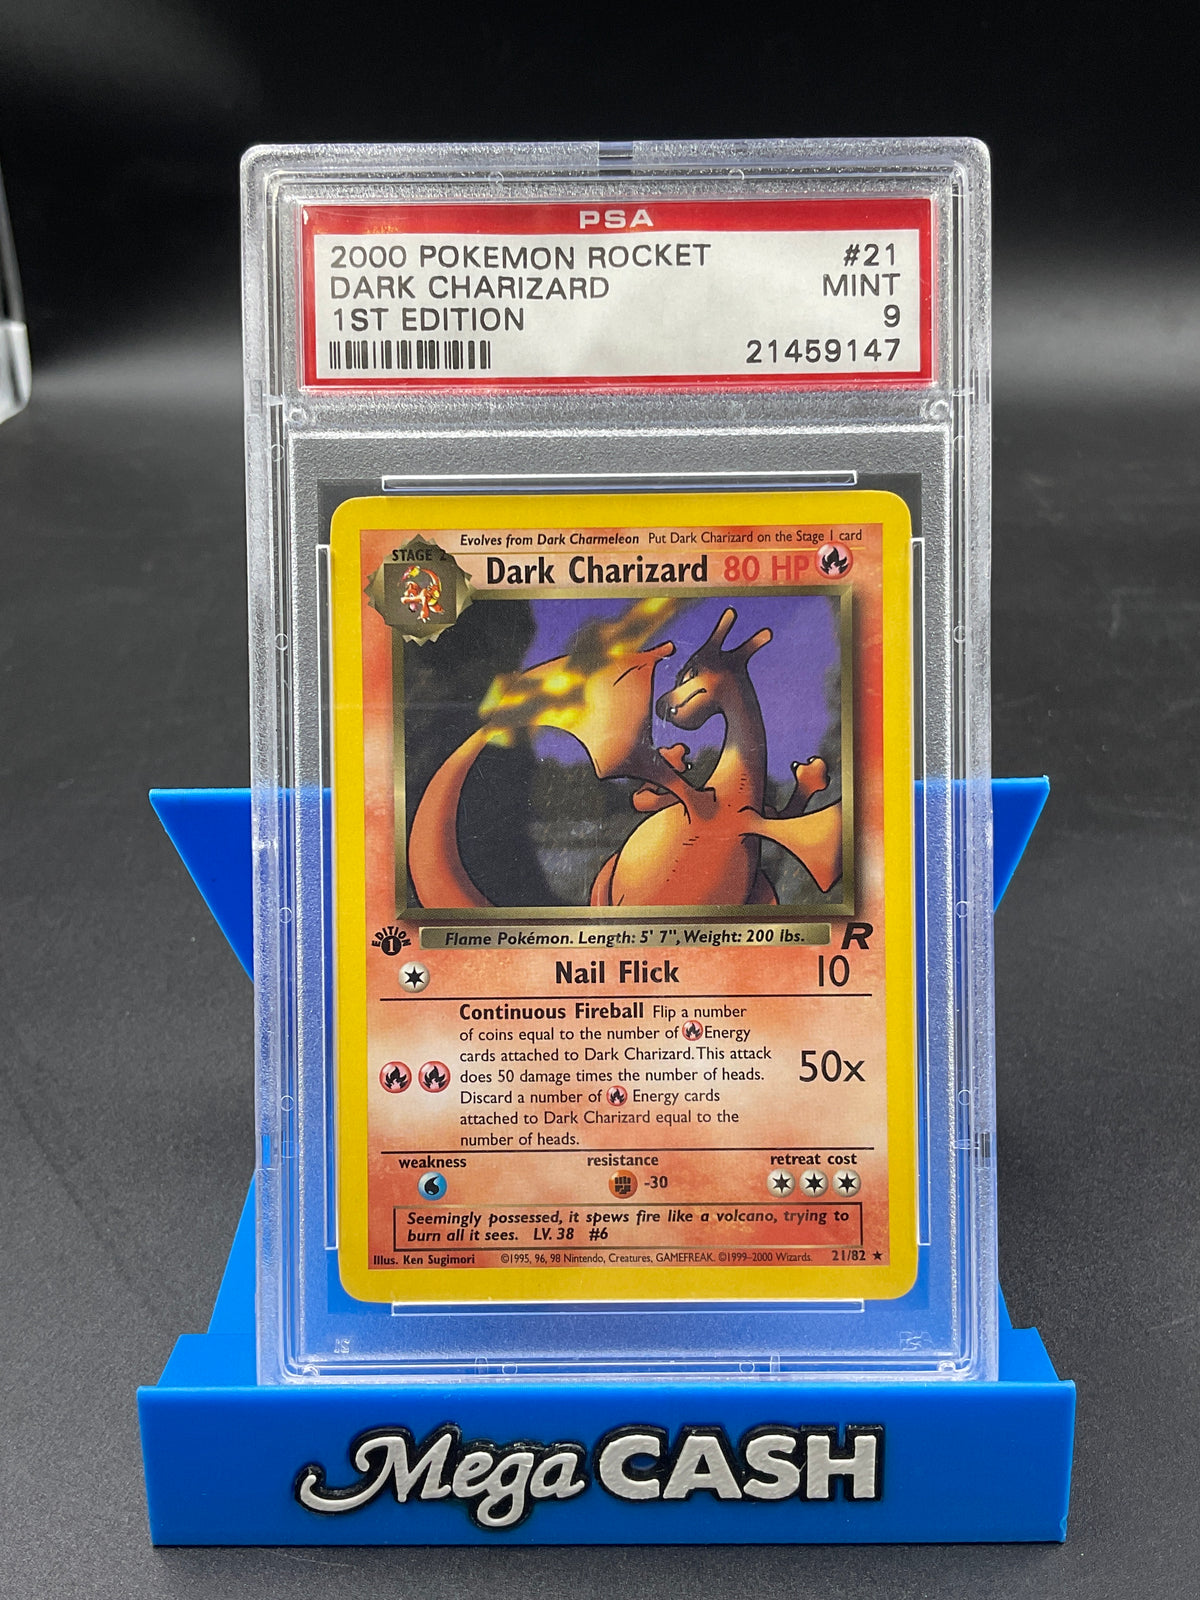 PSA
2000 POKEMON ROCKET #21
DARK CHARIZARD MINT
1ST EDITION 9
21459147
Evolves from Dark Charmeleon Put Dark Charizard on the Stage 1 card
STAGE 2
Dark Charizard 80 HP
EDITION
1
Flame Pokémon. Length: 5' 7", Weight: 200 lbs.
R
Nail Flick 10
Continuous Fireball Flip a number
of coins equal to the number of Energy
cards attached to Dark Charizard. This attack
does 50 damage times the number of heads.
Discard a number of Energy cards
attached to Dark Charizard equal to the
number of heads.
50x
weakness resistance retreat cost
-30
Seemingly possessed, it spews fire like a volcano, trying to
burn all it sees. LV. 38 #6
Illus. Ken Sugimori ©1995, 96, 98 Nintendo, Creatures, GAMEFREAK. ©1999-2000 Wizards. 21/82 ★
PSA
Mega CASH